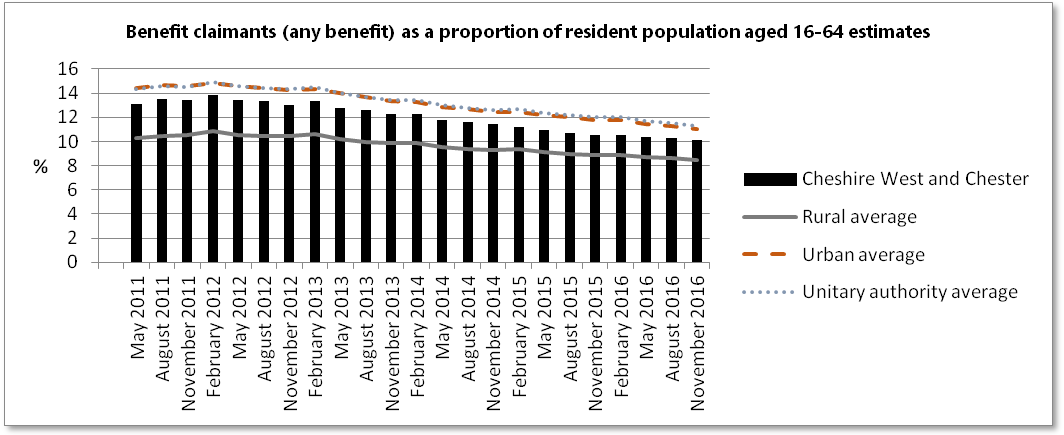 Benefit claimants (any benefit) as a proportion of resident population aged 16-64 estimates
16
14
12
10
8
6
4
2
0
%
May 2011
August 2011
November 2011
February 2012
May 2012
August 2012
November 2012
February 2013
May 2013
August 2013
November 2013
February 2014
May 2014
August 2014
November 2014
February 2015
May 2015
August 2015
November 2015
February 2016
May 2016
August 2016
November 2016
Cheshire West and Chester
Rural average
Urban average
Unitary authority average